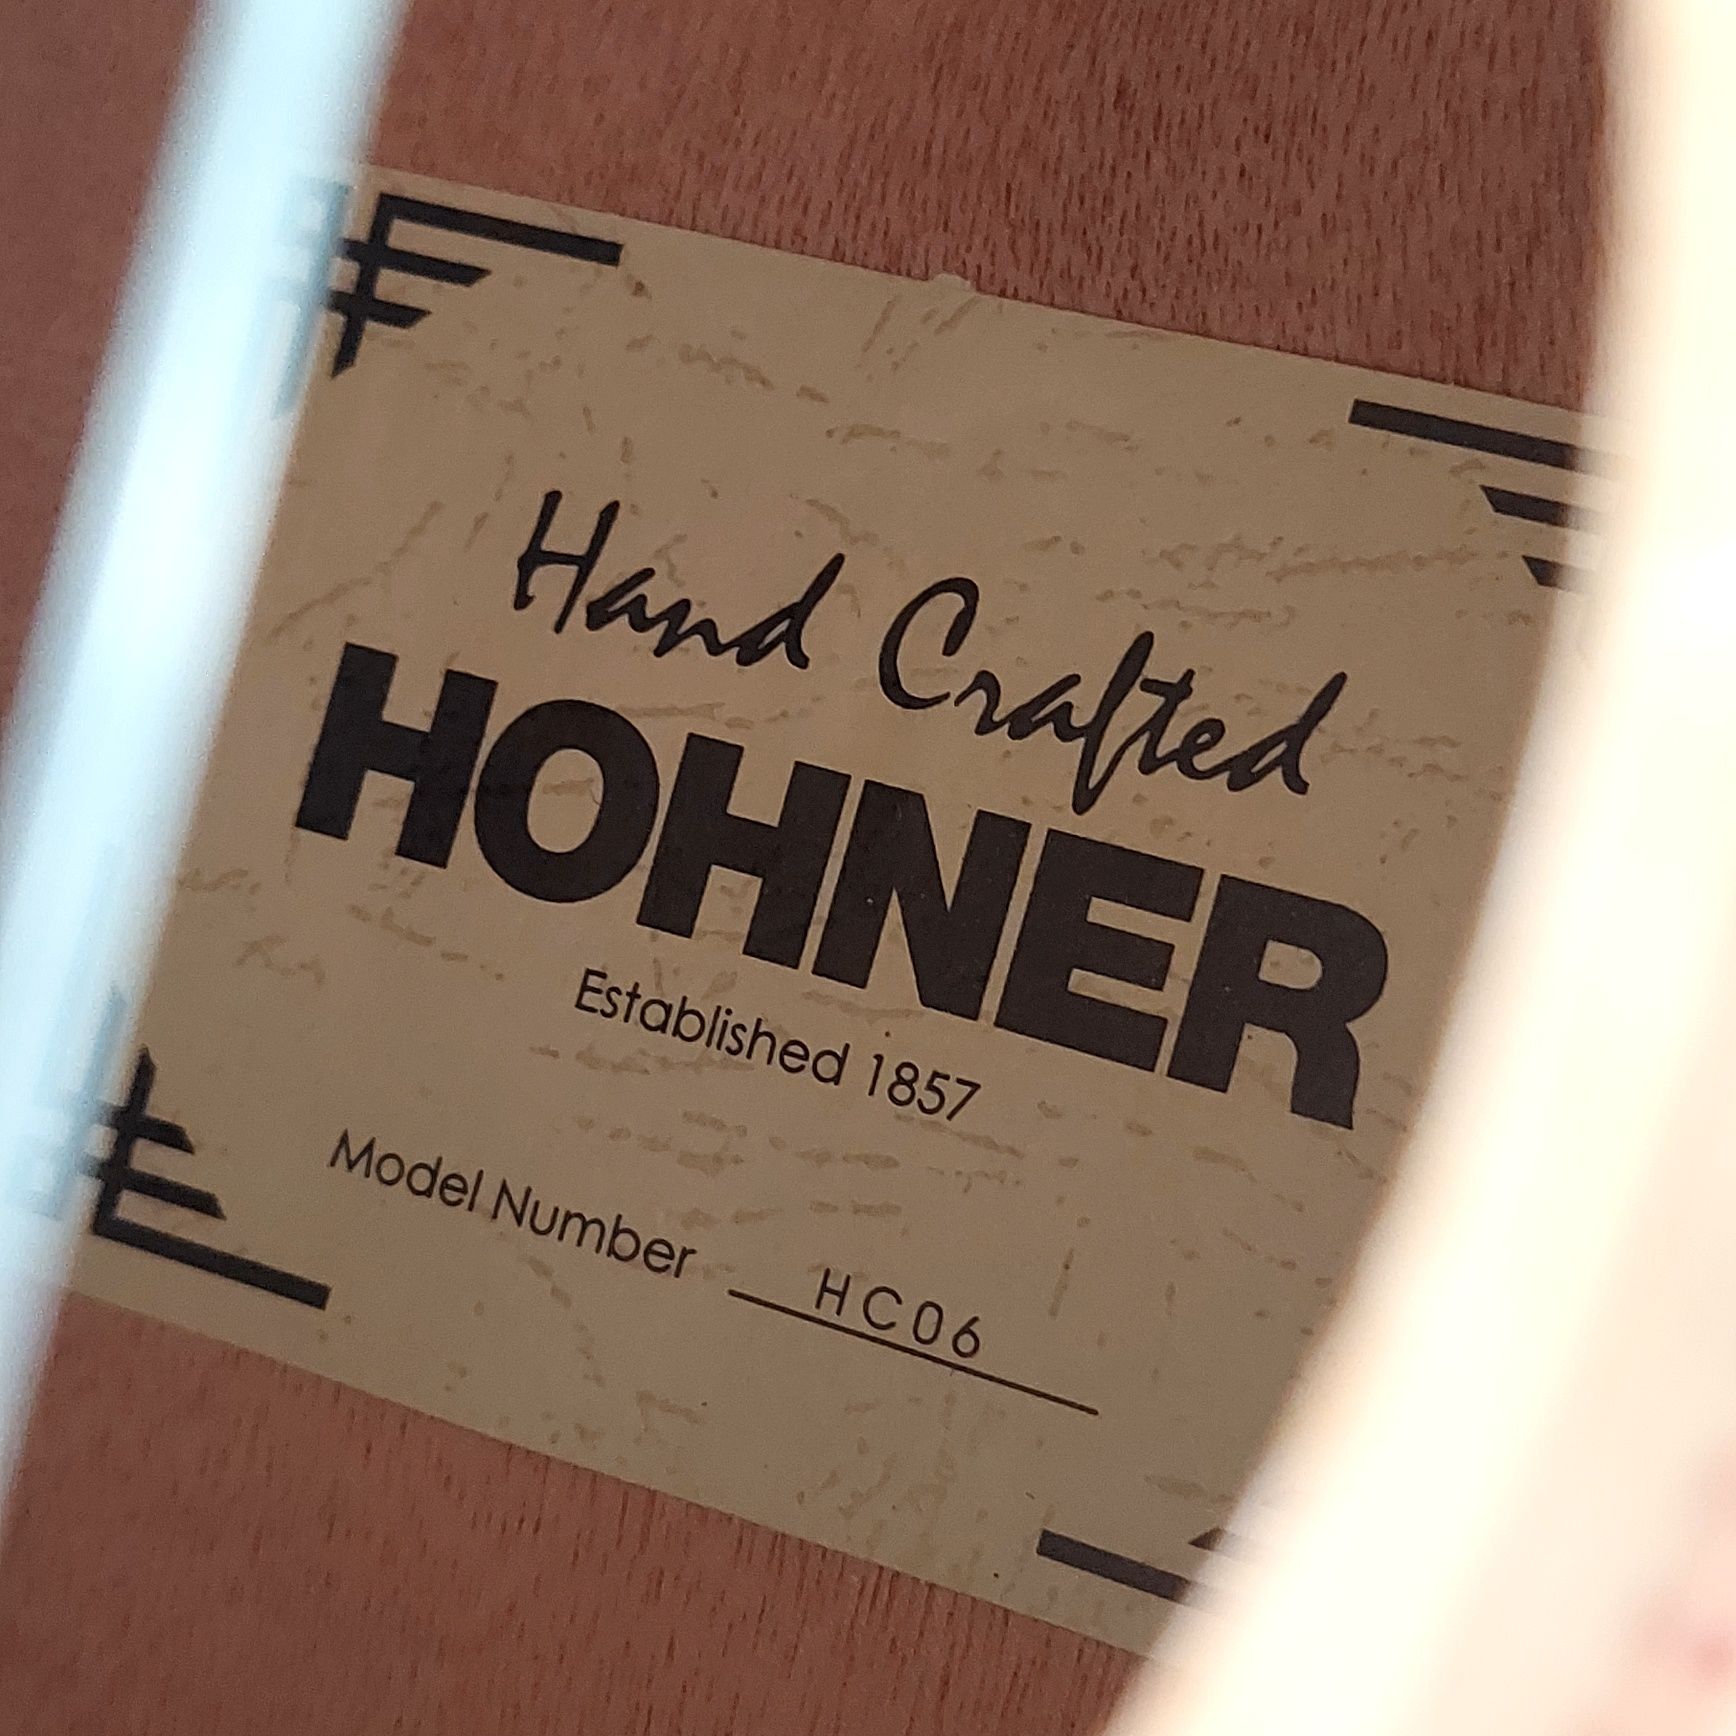 Hand Crafted
HOHNER
Established 1857
Model Number HC06